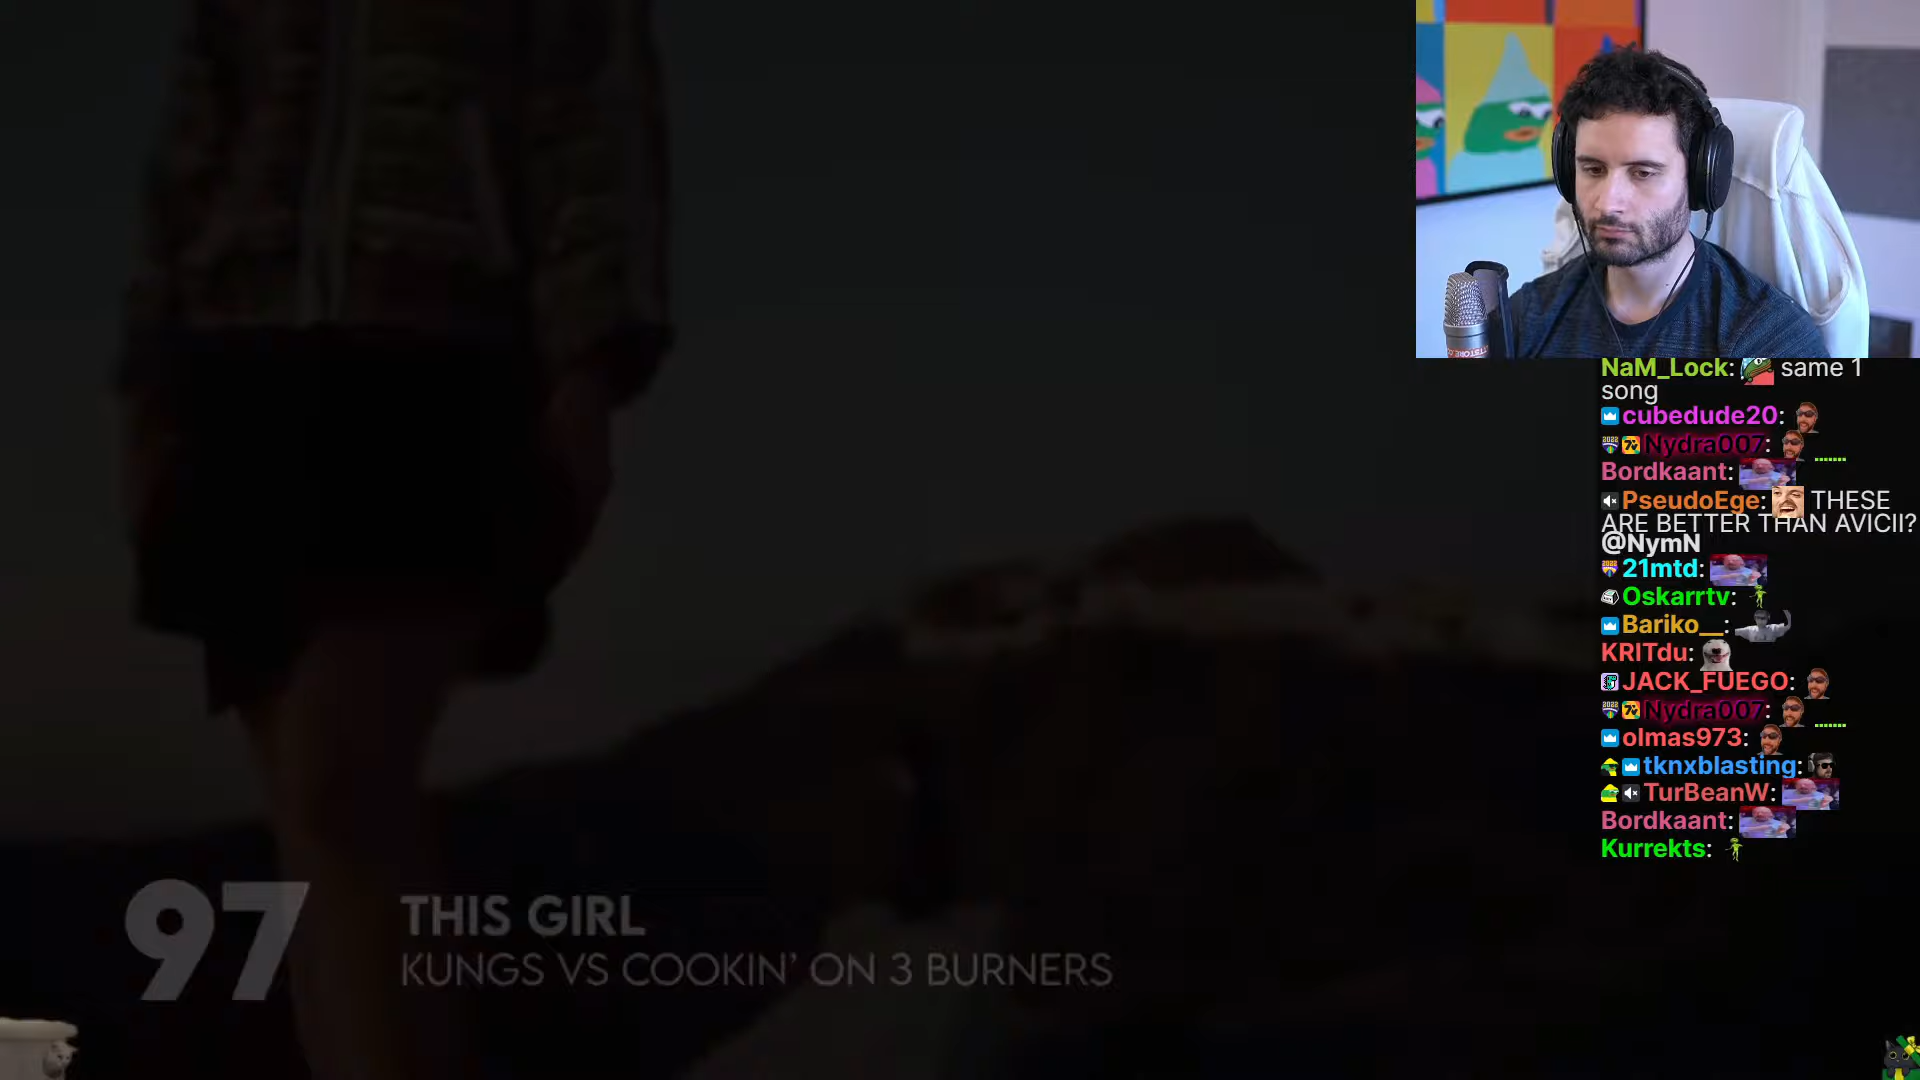 NaM_Lock: same 1
song
cubedude20:
Nydra007:
Bordkaant:
PseudoEge: THESE
ARE BETTER THAN AVICII?
@NymN
21mtd:
Oskarrtv:
Bariko__:
KRITdu:
JACK_FUEGO:
Nydra007:
olmas973:
tknxblasting:
TurBeanW:
Bordkaant:
Kurrekts:
97
THIS GIRL
KUNGS VS COOKIN' ON 3 BURNERS